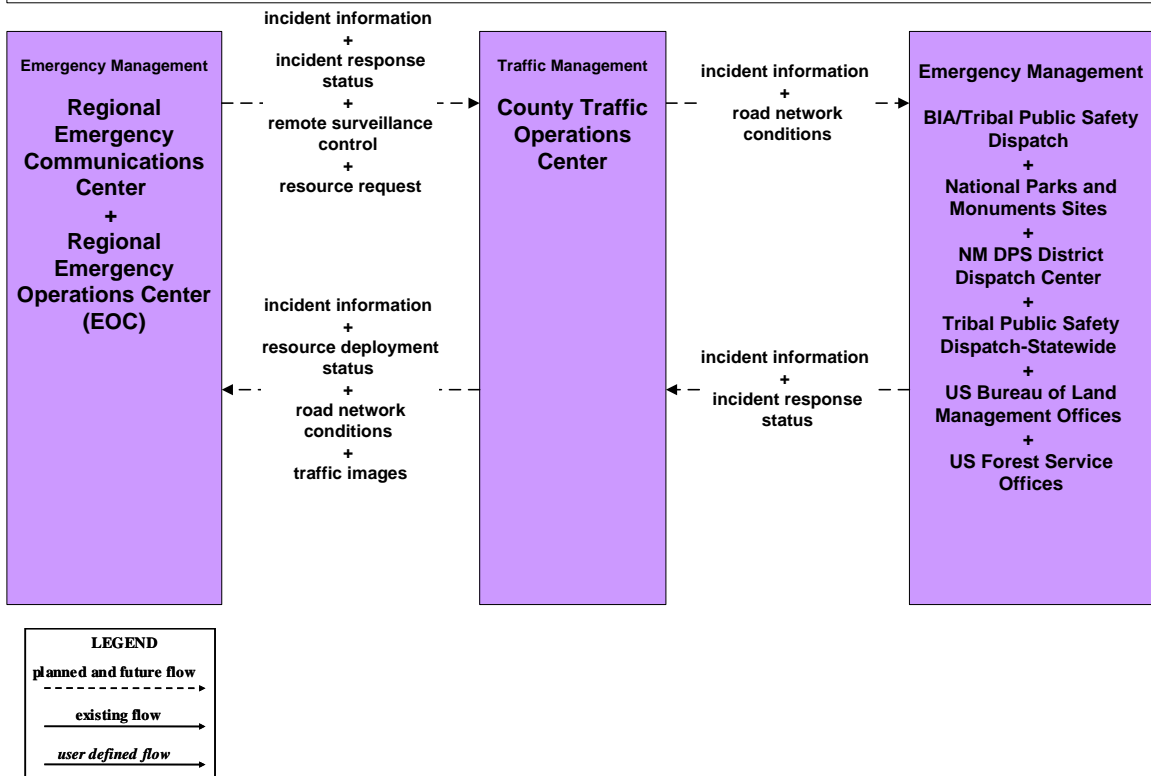 Emergency Management
Regional
Emergency
Communications
Center
+
Regional
Emergency
Operations Center
(EOC)
incident information
+
incident response
status
+
remote surveillance
control
+
resource request
incident information
+
resource deployment
status
+
road network
conditions
+
traffic images
Traffic Management
County Traffic
Operations
Center
incident information
+
road network
conditions
incident information
+
incident response
status
Emergency Management
BIA/Tribal Public Safety
Dispatch
+
National Parks and
Monuments Sites
+
NM DPS District
Dispatch Center
+
Tribal Public Safety
Dispatch-Statewide
+
US Bureau of Land
Management Offices
+
US Forest Service
Offices
LEGEND
planned and future flow
existing flow
user defined flow